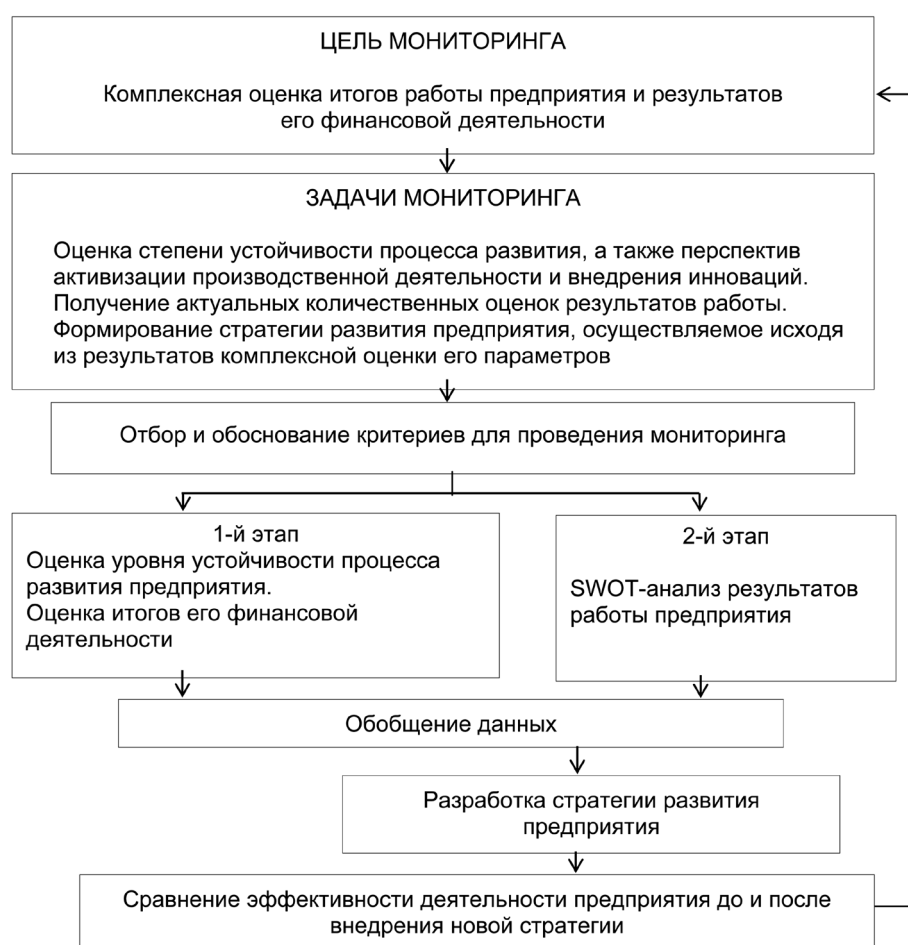 ЦЕЛЬ МОНИТОРИНГА
Комплексная оценка итогов работы предприятия и результатов
его финансовой деятельности
ЗАДАЧИ МОНИТОРИНГА
Оценка степени устойчивости процесса развития, а также перспектив
активизации производственной деятельности и внедрения инноваций.
Получение актуальных количественных оценок результатов работы.
Формирование стратегии развития предприятия, осуществляемое исходя
из результатов комплексной оценки его параметров
Отбор и обоснование критериев для проведения мониторинга
1-й этап
Оценка уровня устойчивости процесса
развития предприятия.
Оценка итогов его финансовой
деятельности
2-й этап
SWOT-анализ результатов
работы предприятия
Обобщение данных
Разработка стратегии развития
предприятия
Сравнение эффективности деятельности предприятия до и после
внедрения новой стратегии